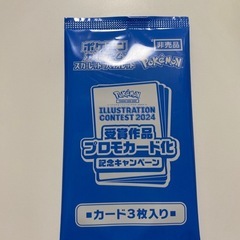 ポケモン
カードゲーム
スカーレット&バイオレット
非売品
Pokémon
Pokémon
ILLUSTRATION
CONTEST 2024
受賞作品
プロモカード化
記念キャンペーン
■カード3枚入り■